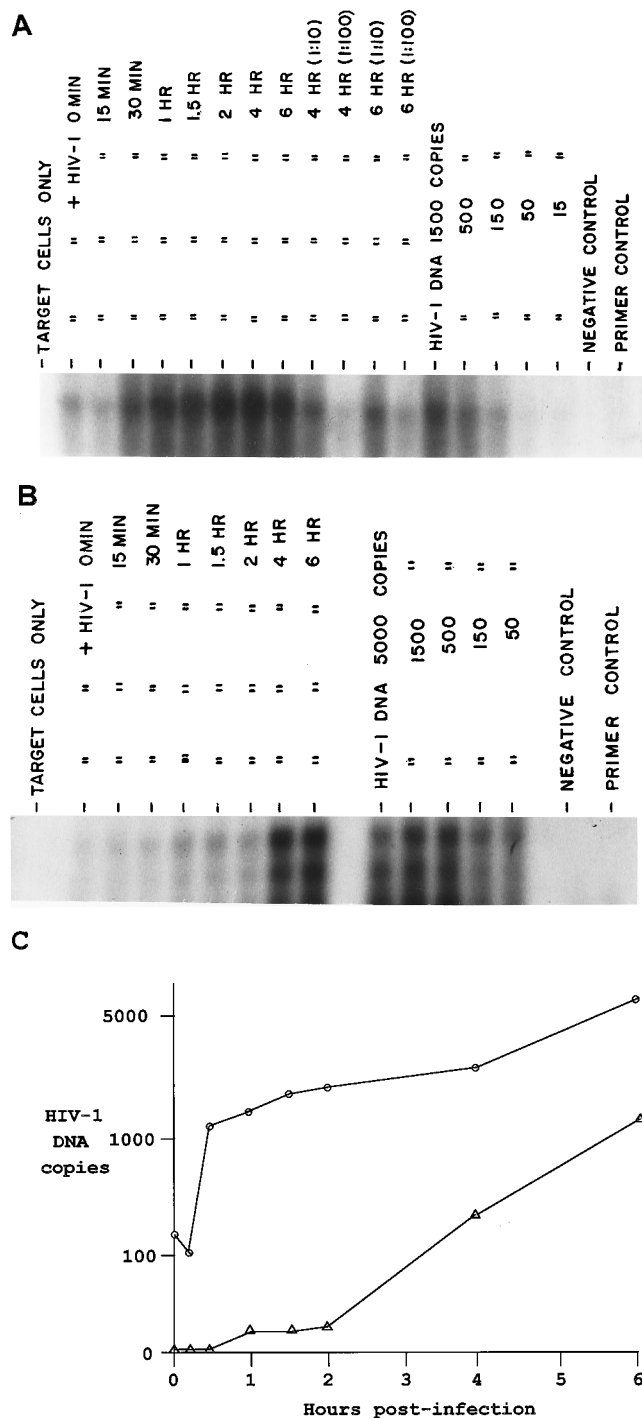 A
- TARGET CELLS ONLY
- " " + HIV-1 0 MIN
- " " " 15 MIN
- " " " 30 MIN
- " " " 1 HR
- " " " 1.5 HR
- " " " 2 HR
- " " " 4 HR
- " " " 6 HR
- " " " 4 HR (1:10)
- " " " 4 HR (1:100)
- " " " 6 HR (1:10)
- " " " 6 HR (1:100)
- HIV-1 DNA 1500 COPIES
- " 500 "
- " 150 "
- " 50 "
- " 15 "
- NEGATIVE CONTROL
- PRIMER CONTROL
B
- TARGET CELLS ONLY
- " " + HIV-1 0MIN
- " " " 15 MIN
- " " " 30 MIN
- " " " 1 HR
- " " " 1.5 HR
- " " " 2 HR
- " " " 4 HR
- " " " 6 HR
- HIV-1 DNA 5000 COPIES
- " 1500 "
- " 500 "
- " 150 "
- " 50 "
- NEGATIVE CONTROL
- PRIMER CONTROL
C
HIV-1
DNA
copies
5000
1000
100
0
0 1 2 3 4 5 6
Hours post-infection